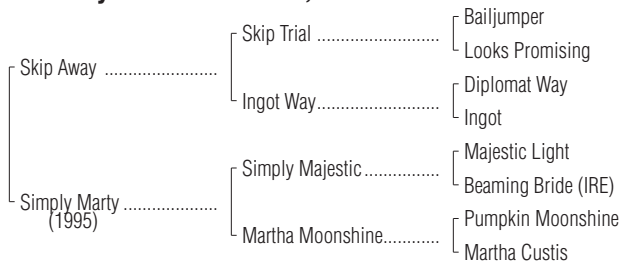 Bailjumper
Skip Trial ..........................
Looks Promising
Skip Away ........................
Diplomat Way
Ingot Way..........................
Ingot
Majestic Light
Simply Majestic................
Beaming Bride (IRE)
Simply Marty ....................
(1995)
Pumpkin Moonshine
Martha Moonshine............
Martha Custis